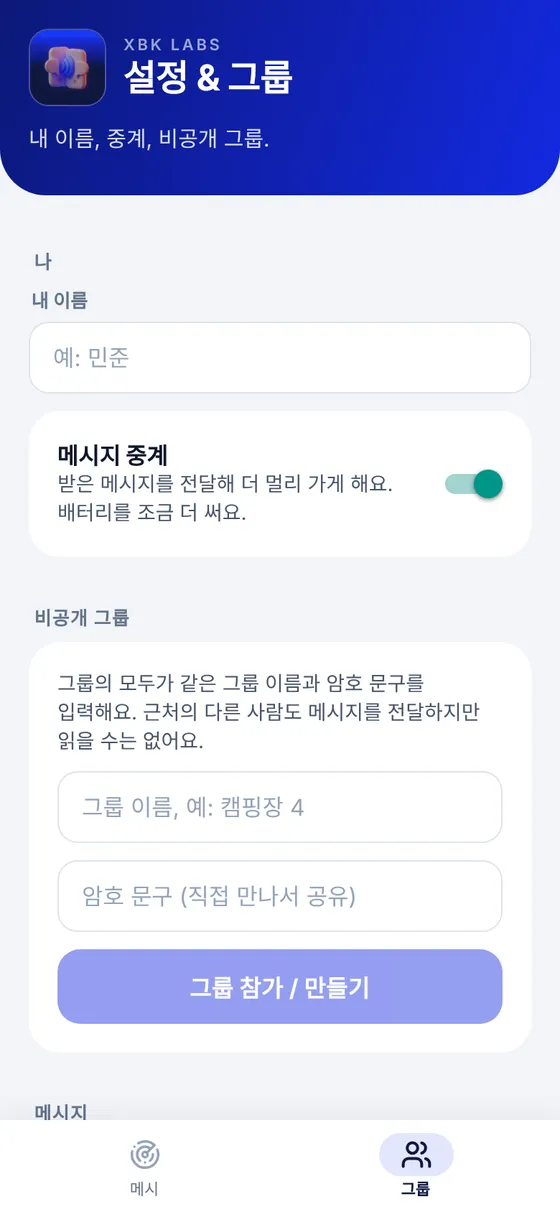 XBK LABS
설정 & 그룹
내 이름, 중계, 비공개 그룹.
나
내 이름
예: 민준
메시지 중계
받은 메시지를 전달해 더 멀리 가게 해요.
배터리를 조금 더 써요.
비공개 그룹
그룹의 모두가 같은 그룹 이름과 암호 문구를
입력해요. 근처의 다른 사람도 메시지를 전달하지만
읽을 수는 없어요.
그룹 이름, 예: 캠핑장 4
암호 문구 (직접 만나서 공유)
그룹 참가 / 만들기
메시지
메시
그룹